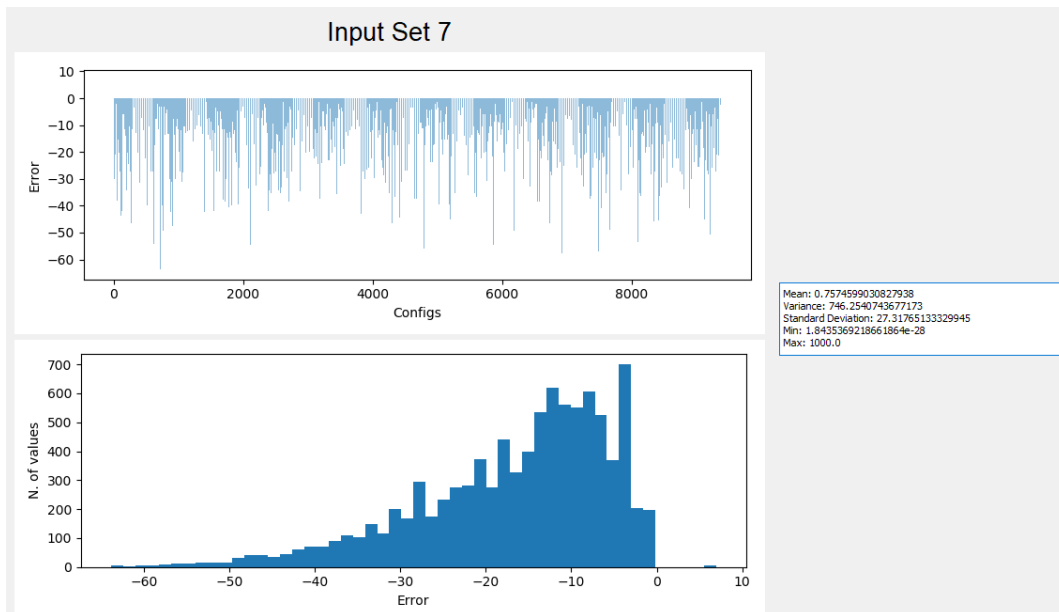 Input Set 7
10
0
−10
−20
−30
−40
−50
−60
Error
0 2000 4000 6000 8000
Configs
Mean: 0.7574599030827938
Variance: 746.2540743677173
Standard Deviation: 27.31765133329945
Min: 1.8435369218661864e-28
Max: 1000.0
700
600
500
400
300
200
100
0
N. of values
−60 −50 −40 −30 −20 −10 0 10
Error